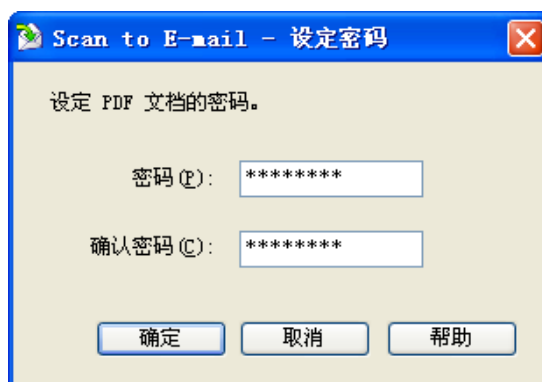 Scan to E-mail - 设定密码
设定 PDF 文档的密码。
密码(P): ********
确认密码(C): ********
确定 取消 帮助